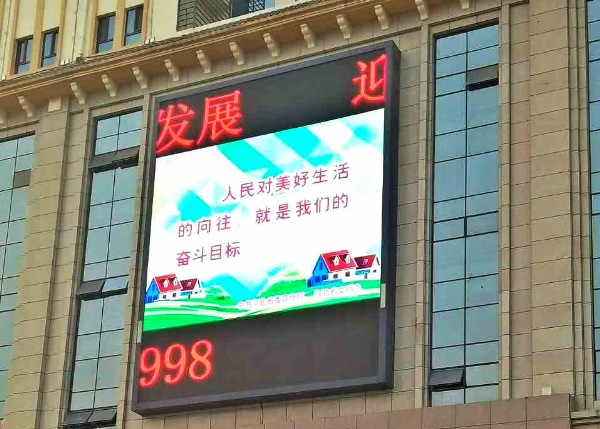 发展 迎
人民对美好生活
的向往，就是我们的
奋斗目标
998